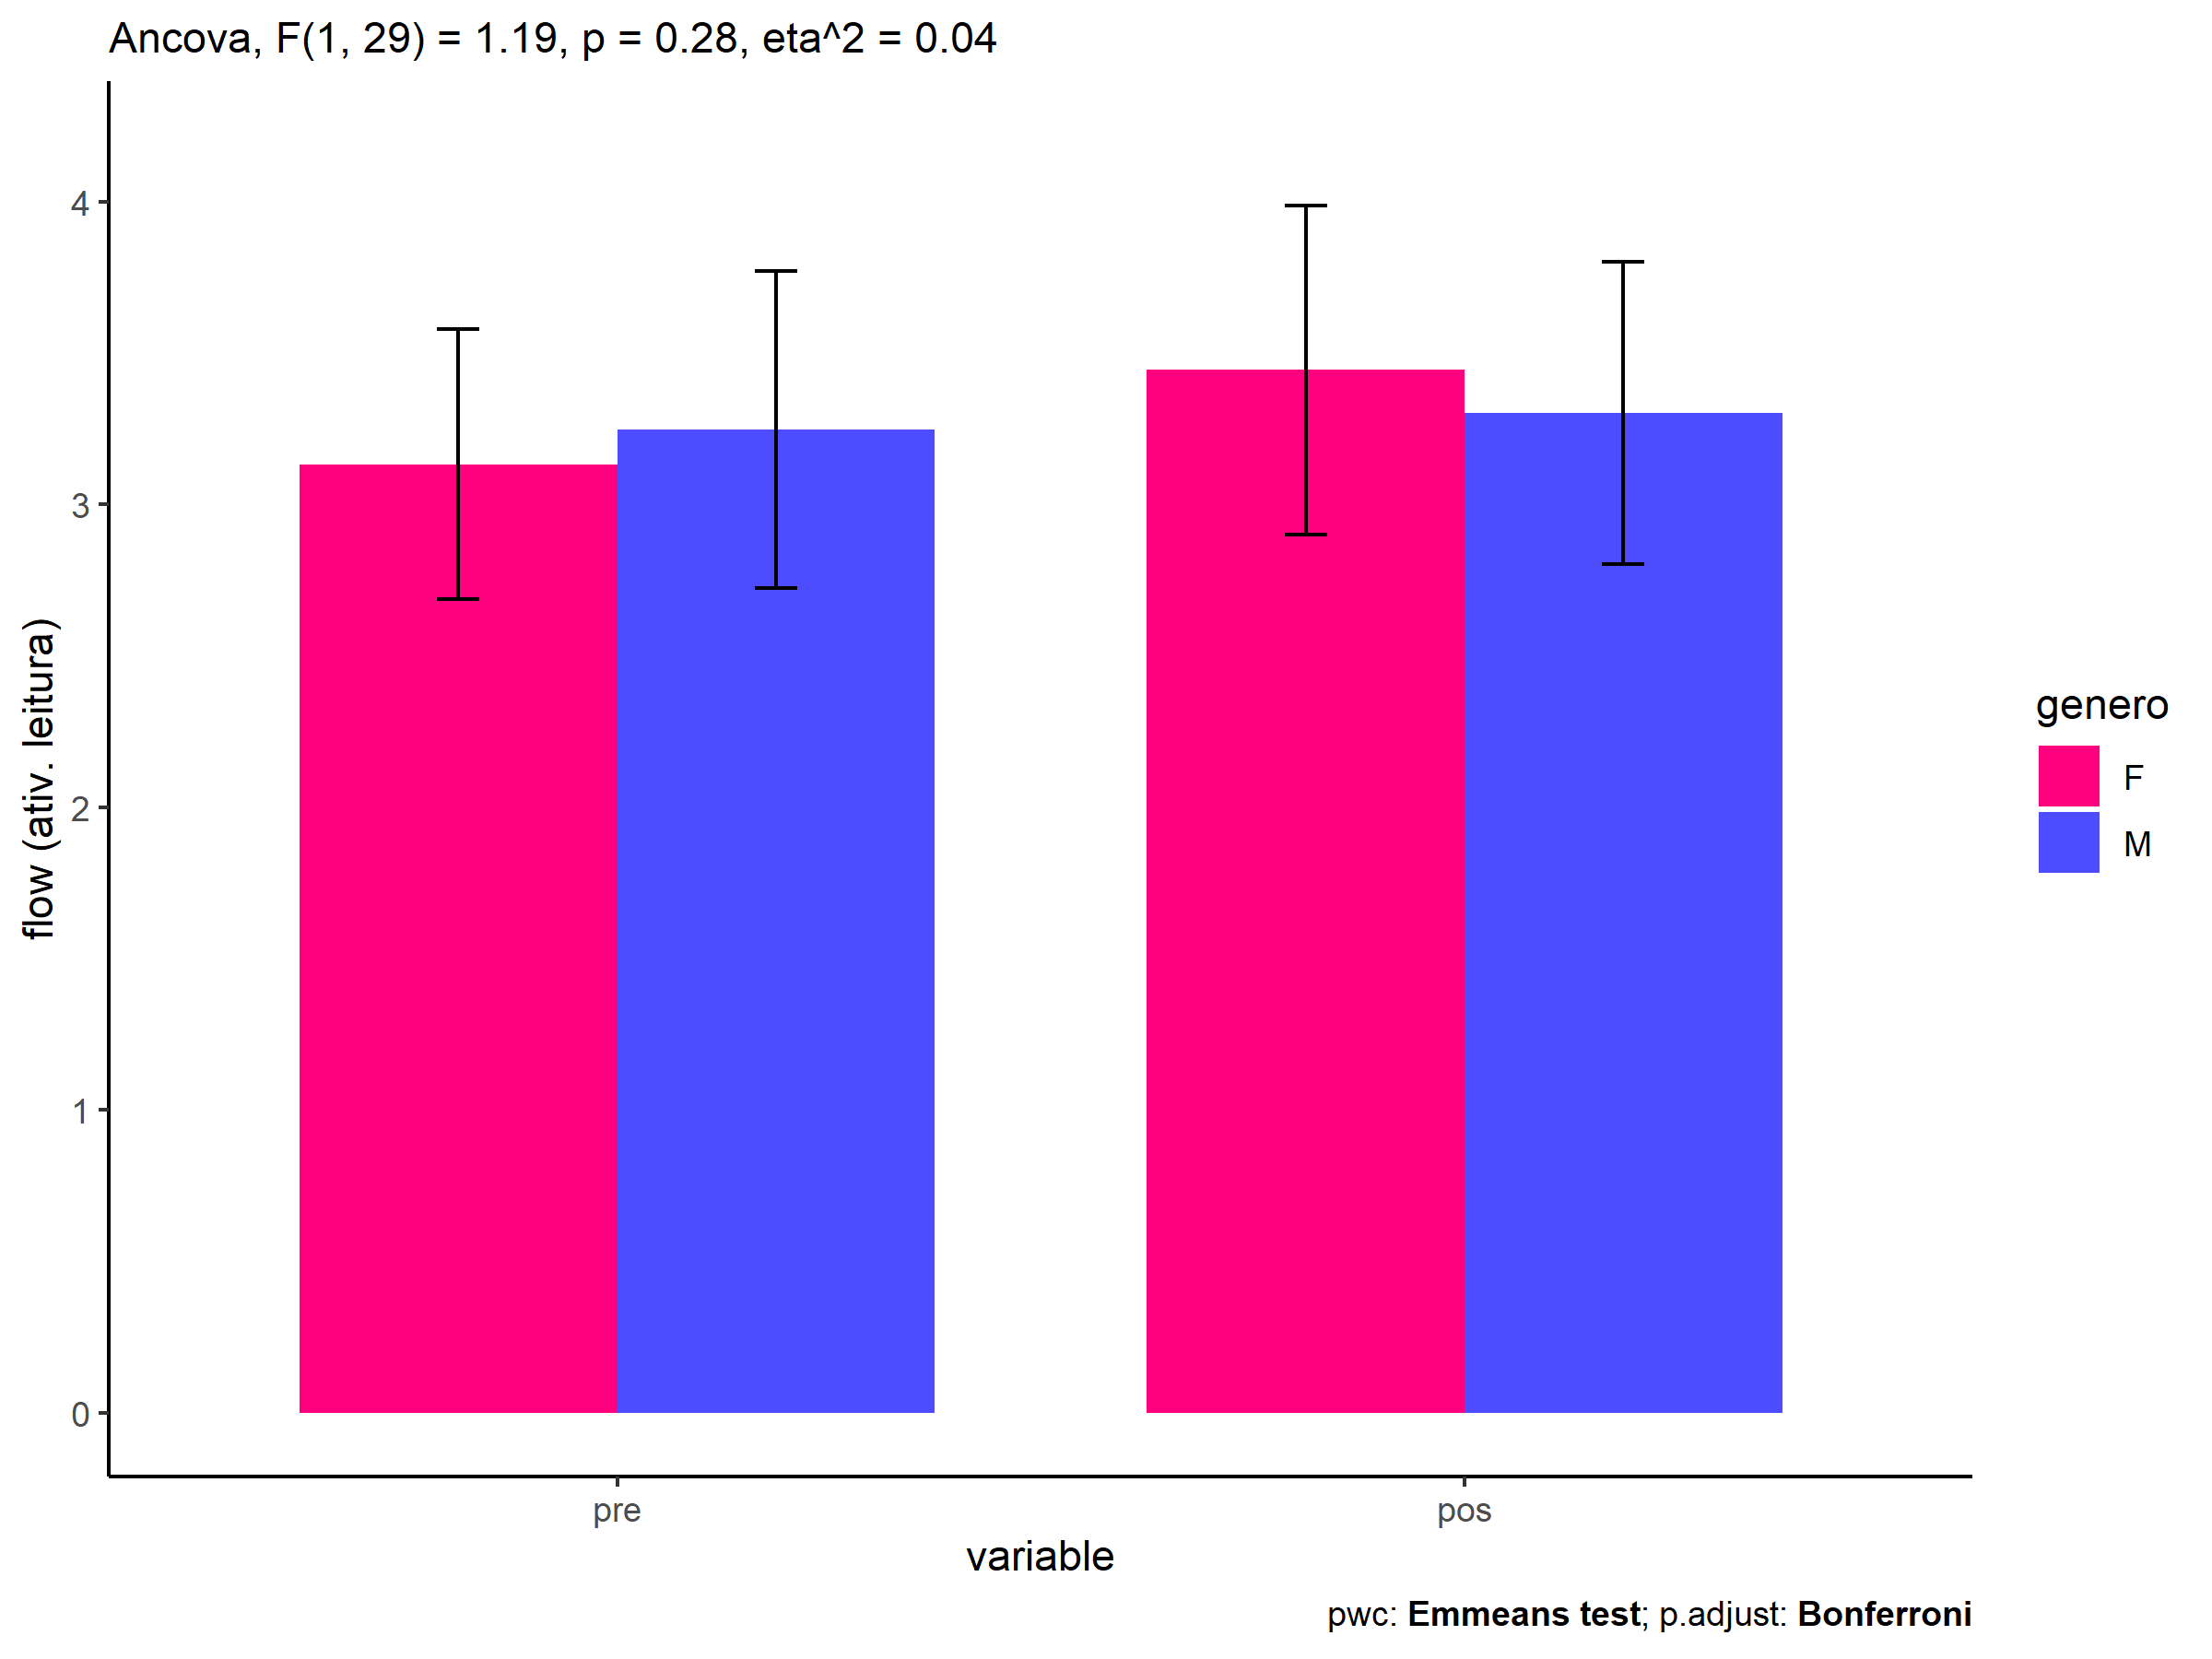 Ancova, F(1, 29) = 1.19, p = 0.28, eta^2 = 0.04
flow (ativ. leitura)
4
3
2
1
0
pre
pos
variable
genero
F
M
pwc: Emmeans test; p.adjust: Bonferroni